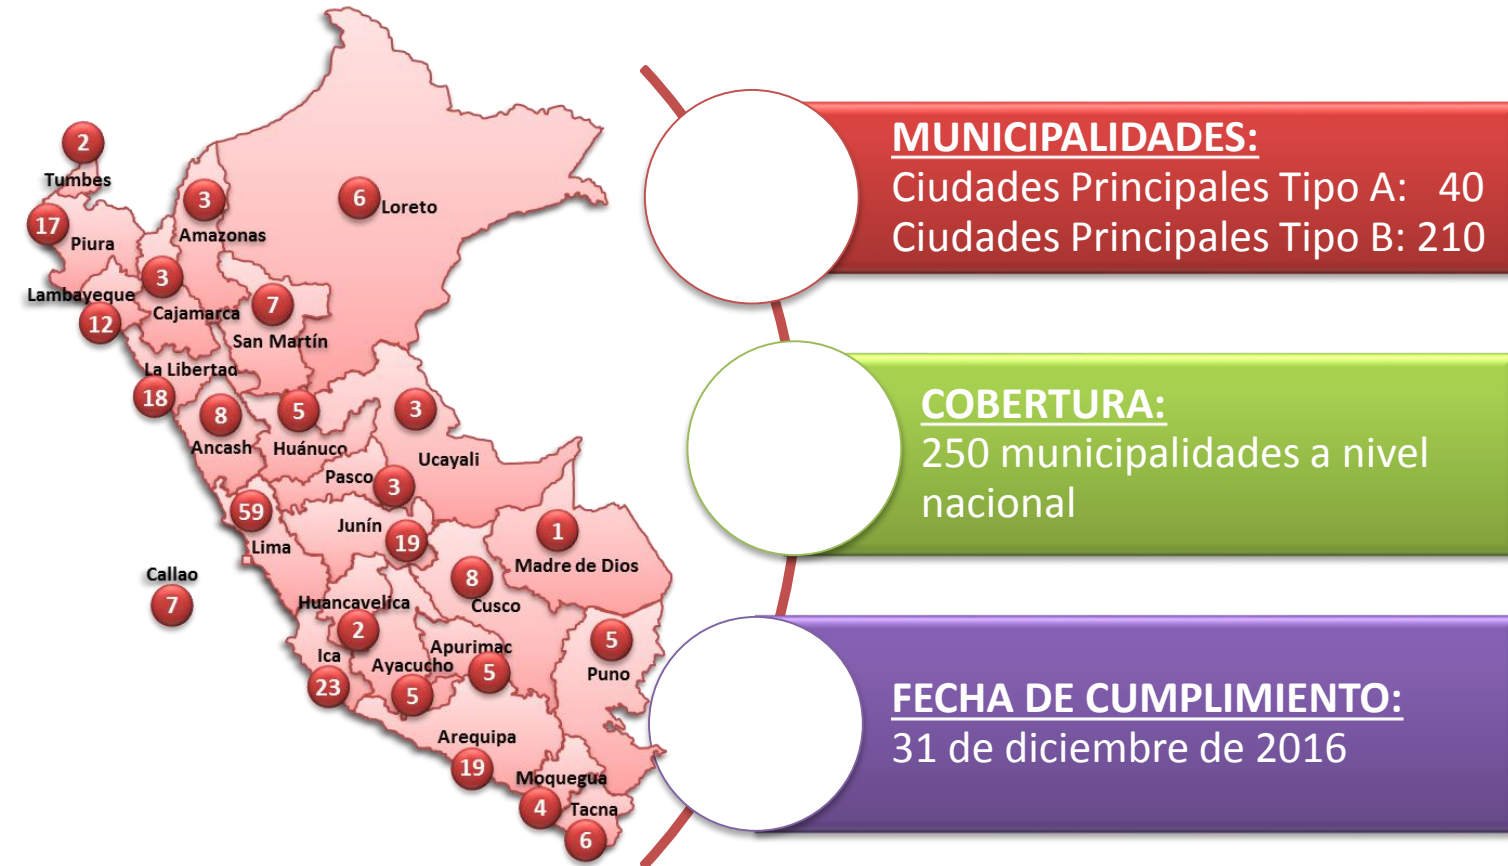 2
Tumbes
3
Amazonas
6
Loreto
17
Piura
3
Cajamarca
Lambayeque
12
7
San Martín
La Libertad
18
8
Ancash
5
Huánuco
3
Ucayali
Pasco
3
59
Lima
Junín
19
1
Madre de Dios
Callao
7
8
Cusco
Huancavelica
2
Ica
23
Ayacucho
5
Apurimac
5
5
Puno
Arequipa
19
Moquegua
4
Tacna
6
MUNICIPALIDADES:
Ciudades Principales Tipo A: 40
Ciudades Principales Tipo B: 210
COBERTURA:
250 municipalidades a nivel
nacional
FECHA DE CUMPLIMIENTO:
31 de diciembre de 2016